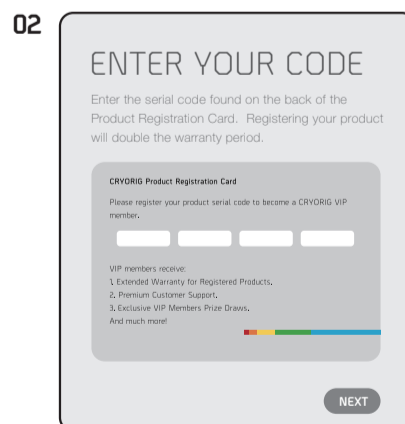 02
ENTER YOUR CODE
Enter the serial code found on the back of the
Product Registration Card. Registering your product
will double the warranty period.
CRYORIG Product Registration Card
Please register your product serial code to become a CRYORIG VIP
member.
VIP members receive:
1. Extended Warranty for Registered Products.
2. Premium Customer Support.
3. Exclusive VIP Members Prize Draws.
And much more!
NEXT